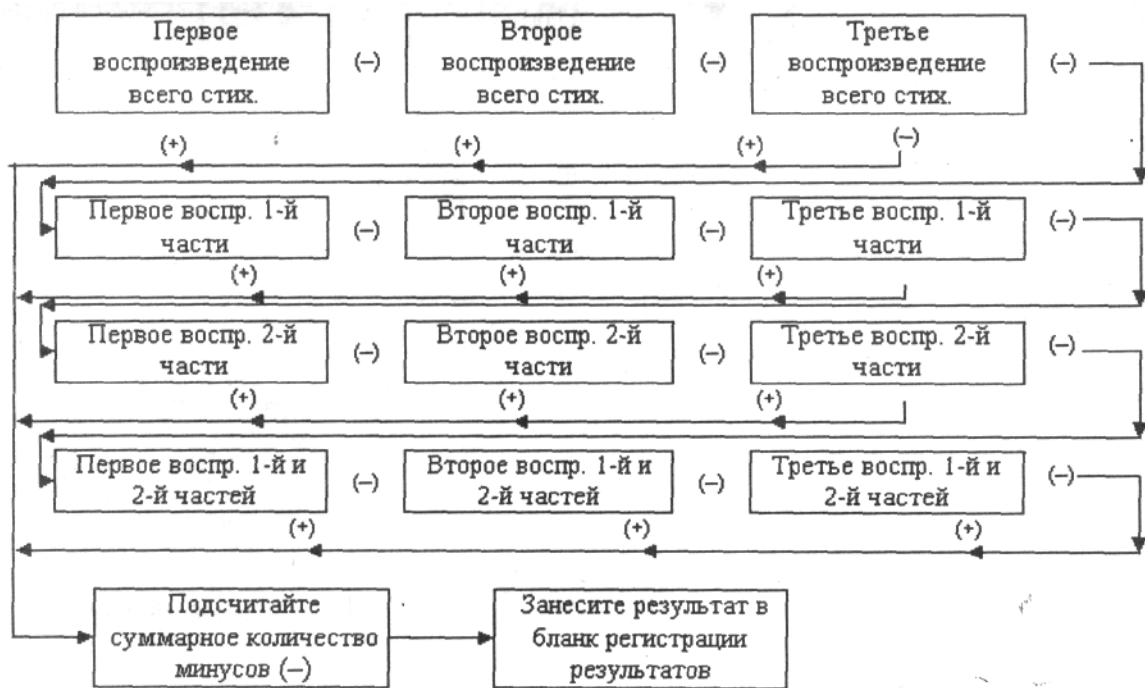 Первое
воспроизведение
всего стих.
(–)
Второе
воспроизведение
всего стих.
(–)
Третье
воспроизведение
всего стих.
(–)
(+)
(+)
(+)
(–)
Первое воспр. 1-й
части
(–)
Второе воспр. 1-й
части
(–)
Третье воспр. 1-й
части
(–)
(+)
(+)
(+)
Первое воспр. 2-й
части
(–)
Второе воспр. 2-й
части
(–)
Третье воспр. 2-й
части
(–)
(+)
(+)
(+)
Первое воспр. 1-й и
2-й частей
(–)
Второе воспр. 1-й и
2-й частей
(–)
Третье воспр. 1-й и
2-й частей
(–)
(+)
(+)
(+)
Подсчитайте
суммарное количество
минусов (–)
Занесите результат в
бланк регистрации
результатов